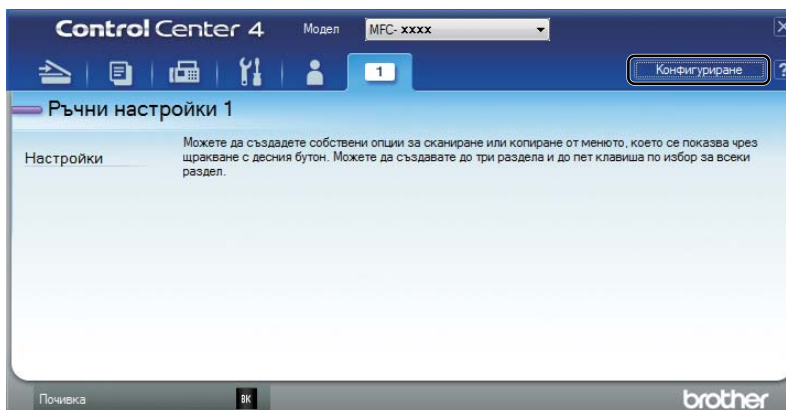 Control Center 4
Модел
MFC- xxxx
X
1
Конфигуриране
?
Ръчни настройки 1
Настройки
Можете да създадете собствени опции за сканиране или копиране от менюто, което се показва чрез
щракване с десния бутон. Можете да създавате до три раздела и до пет клавиша по избор за всеки
раздел.
Почивка
BK
brother